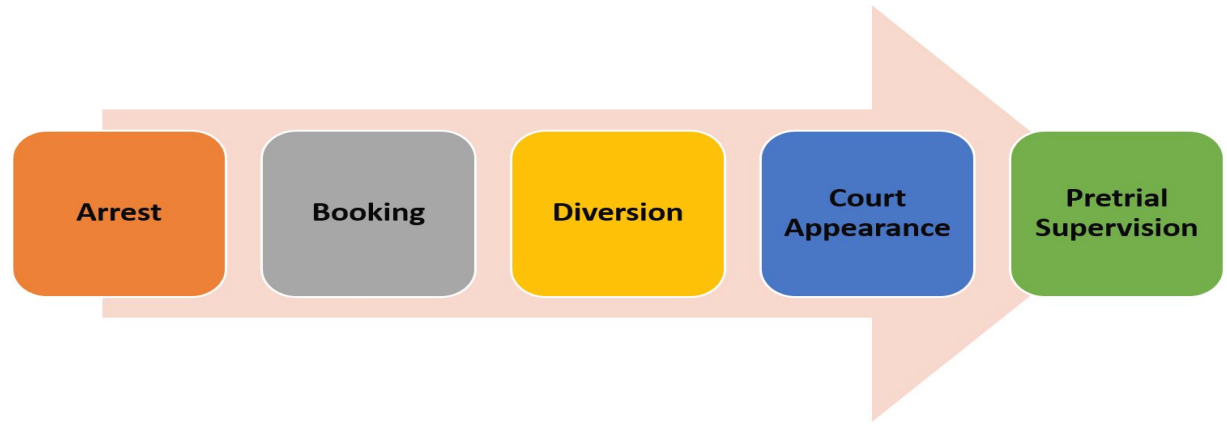 Arrest
Booking
Diversion
Court
Appearance
Pretrial
Supervision